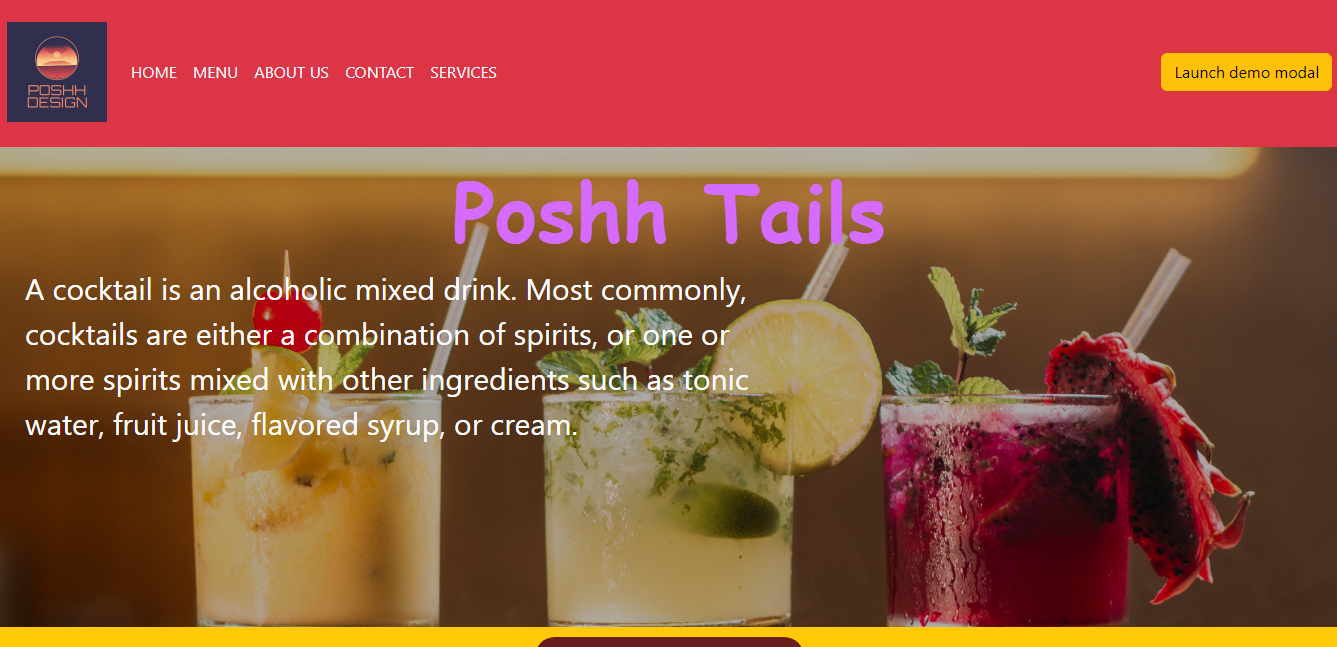 POSHH
DESIGN
HOME MENU ABOUT US CONTACT SERVICES
Launch demo modal
Poshh Tails
A cocktail is an alcoholic mixed drink. Most commonly,
cocktails are either a combination of spirits, or one or
more spirits mixed with other ingredients such as tonic
water, fruit juice, flavored syrup, or cream.